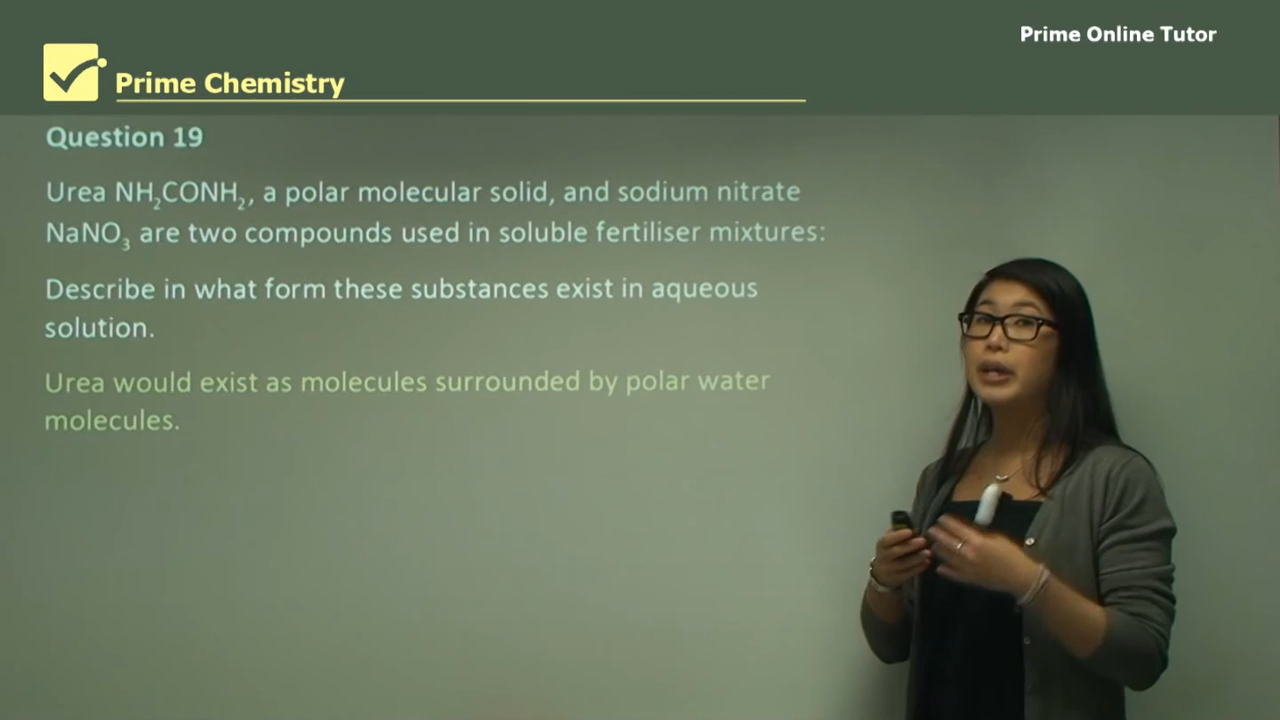 Prime Online Tutor
Prime Chemistry
Question 19
Urea NH₂CONH₂, a polar molecular solid, and sodium nitrate
NaNO₃ are two compounds used in soluble fertiliser mixtures:
Describe in what form these substances exist in aqueous
solution.
Urea would exist as molecules surrounded by polar water
molecules.